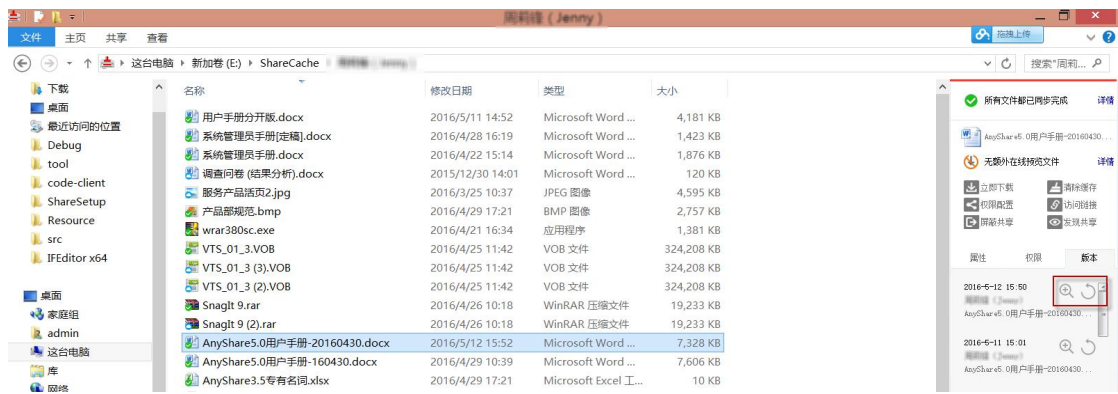 周莉锋（Jenny）
文件 主页 共享 查看 拖拽上传
这台电脑 新加卷 (E:) ShareCache 搜索"周莉...
下载
桌面
最近访问的位置
Debug
tool
code-client
ShareSetup
Resource
src
IFEditor x64
桌面
家庭组
admin
这台电脑
库
网络
名称 修改日期 类型 大小
用户手册分开版.docx 2016/5/11 14:52 Microsoft Word ... 4,181 KB
系统管理员手册[定稿].docx 2016/4/28 16:19 Microsoft Word ... 1,423 KB
系统管理员手册.docx 2016/4/22 15:14 Microsoft Word ... 1,876 KB
调查问卷 (结果分析).docx 2015/12/30 14:01 Microsoft Word ... 120 KB
服务产品活页2.jpg 2016/3/25 10:37 JPEG 图像 4,595 KB
产品部规范.bmp 2016/4/29 17:21 BMP 图像 2,757 KB
wrar380sc.exe 2016/4/21 16:34 应用程序 1,381 KB
VTS_01_3.VOB 2016/4/25 11:42 VOB 文件 324,208 KB
VTS_01_3 (3).VOB 2016/4/25 11:42 VOB 文件 324,208 KB
VTS_01_3 (2).VOB 2016/4/25 11:42 VOB 文件 324,208 KB
SnagIt 9.rar 2016/4/26 10:18 WinRAR 压缩文件 19,233 KB
SnagIt 9 (2).rar 2016/4/26 10:18 WinRAR 压缩文件 19,233 KB
AnyShare5.0用户手册-20160430.docx 2016/5/12 15:52 Microsoft Word ... 7,328 KB
AnyShare5.0用户手册-160430.docx 2016/4/29 10:39 Microsoft Word ... 7,606 KB
AnyShare3.5专有名词.xlsx 2016/4/29 17:21 Microsoft Excel 工... 10 KB
所有文件都已同步完成 详情
AnyShare5.0用户手册-20160430...
无额外在线预览文件 详情
立即下载 清除缓存
权限配置 访问链接
屏蔽共享 发现共享
属性 权限 版本
2016-5-12 15:50
AnyShare5.0用户手册-20160430...
2016-5-11 15:01
AnyShare5.0用户手册-20160430...